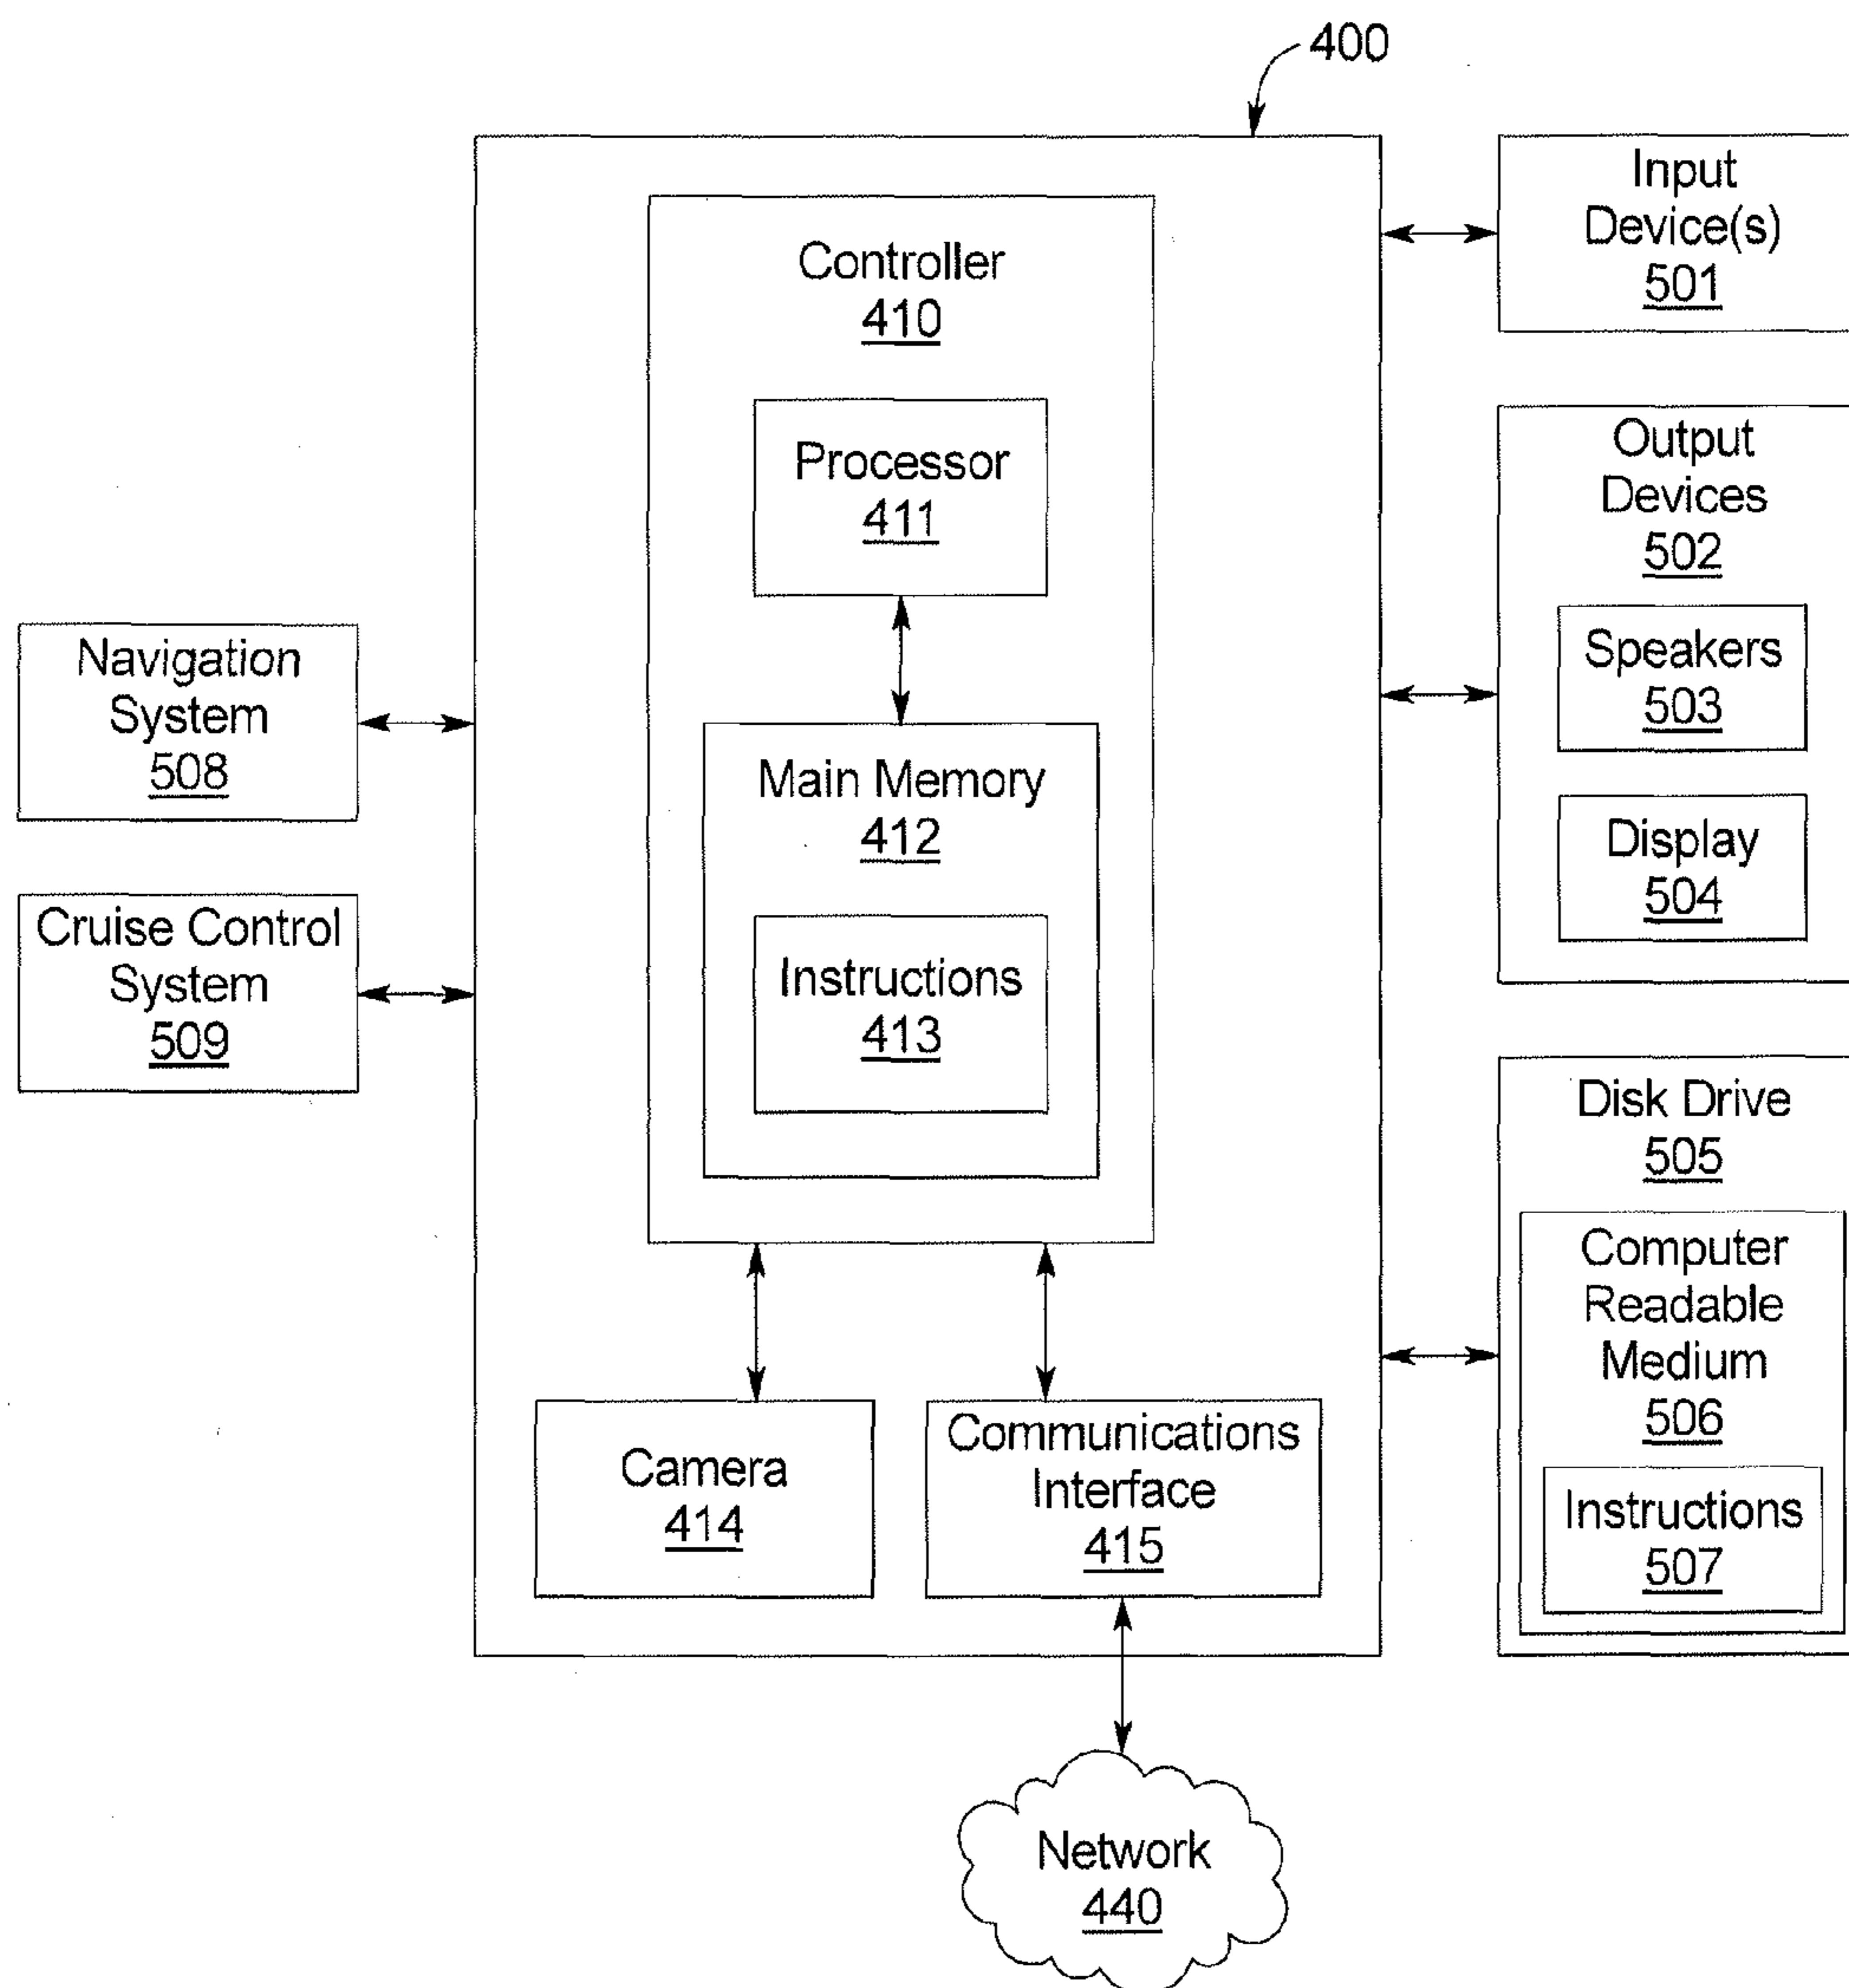 400
Controller
410
Processor
411
Main Memory
412
Instructions
413
Camera
414
Communications
Interface
415
Navigation
System
508
Cruise Control
System
509
Input
Device(s)
501
Output
Devices
502
Speakers
503
Display
504
Disk Drive
505
Computer
Readable
Medium
506
Instructions
507
Network
440